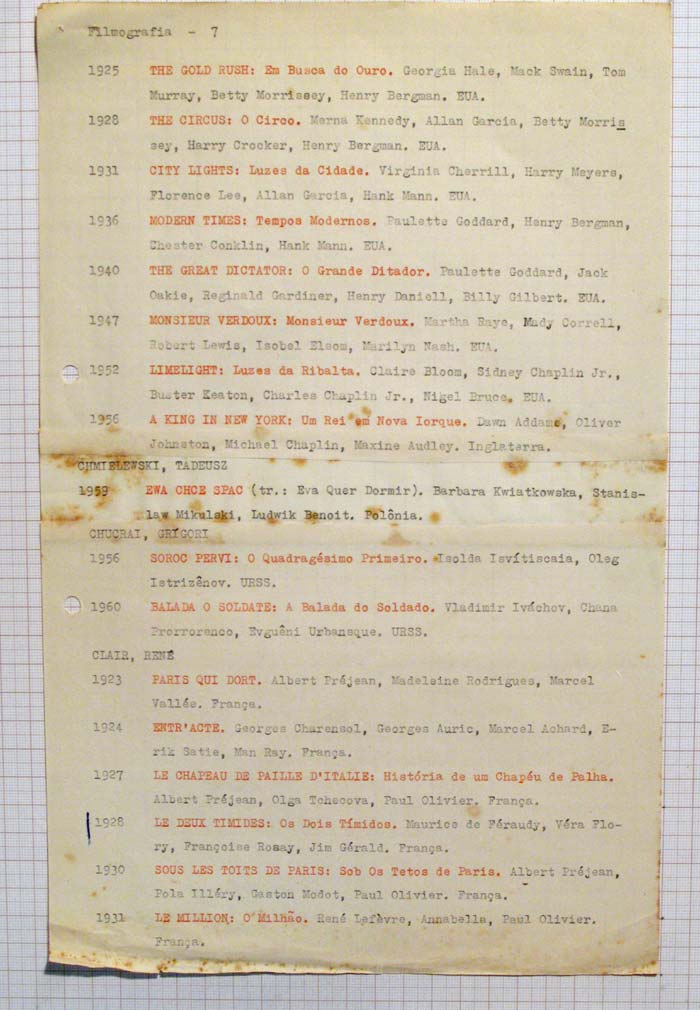 Filmografia - 7
1925 THE GOLD RUSH: Em Busca do Ouro. Georgia Hale, Mack Swain, Tom
Murray, Betty Morrissey, Henry Bergman. EUA.
1928 THE CIRCUS: O Circo. Merna Kennedy, Allan Garcia, Betty Morris
sey, Harry Crocker, Henry Bergman. EUA.
1931 CITY LIGHTS: Luzes da Cidade. Virginia Cherrill, Harry Meyers,
Florence Lee, Allan Garcia, Hank Mann. EUA.
1936 MODERN TIMES: Tempos Modernos. Paulette Goddard, Henry Bergman,
Chester Conklin, Hank Mann. EUA.
1940 THE GREAT DICTATOR: O Grande Ditador. Paulette Goddard, Jack
Oakie, Reginald Gardiner, Henry Daniell, Billy Gilbert. EUA.
1947 MONSIEUR VERDOUX: Monsieur Verdoux. Martha Raye, Mady Correll,
Robert Lewis, Isobel Elsom, Marilyn Nash. EUA.
1952 LIMELIGHT: Luzes da Ribalta. Claire Bloom, Sidney Chaplin Jr.,
Buster Keaton, Charles Chaplin Jr., Nigel Bruce. EUA.
1956 A KING IN NEW YORK: Um Rei em Nova Iorque. Dawn Addams, Oliver
Johnston, Michael Chaplin, Maxine Audley. Inglaterra.
CHMIELEWSKI, TADEUSZ
1959 EWA CHCE SPAC (tr.: Eva Quer Dormir). Barbara Kwiatkowska, Stanis-
law Mikulski, Ludwik Benoit. Polônia.
CHUCRAI, GRÍGORI
1956 SOROC PERVI: O Quadragésimo Primeiro. Isolda Isvítiscaia, Oleg
Istrizênov. URSS.
1960 BALADA O SOLDATE: A Balada do Soldado. Vladimir Iváchov, Chana
Prorrorenco, Evguêni Urbansque. URSS.
CLAIR, RENÉ
1923 PARIS QUI DORT. Albert Préjean, Madeleine Rodrigues, Marcel
Vallée. França.
1924 ENTR'ACTE. Georges Charensol, Georges Auric, Marcel Achard, E-
rik Satie, Man Ray. França.
1927 LE CHAPEAU DE PAILLE D'ITALIE: História de um Chapéu de Palha.
Albert Préjean, Olga Tchecova, Paul Olivier. França.
1928 LE DEUX TIMIDES: Os Dois Tímidos. Maurice de Féraudy, Véra Flo-
ry, Françoise Rosay, Jim Gérald. França.
1930 SOUS LES TOITS DE PARIS: Sob Os Tetos de Paris. Albert Préjean,
Pola Illéry, Gaston Modot, Paul Olivier. França.
1931 LE MILLION: O Milhão. René Lefèvre, Annabella, Paul Olivier.
França.